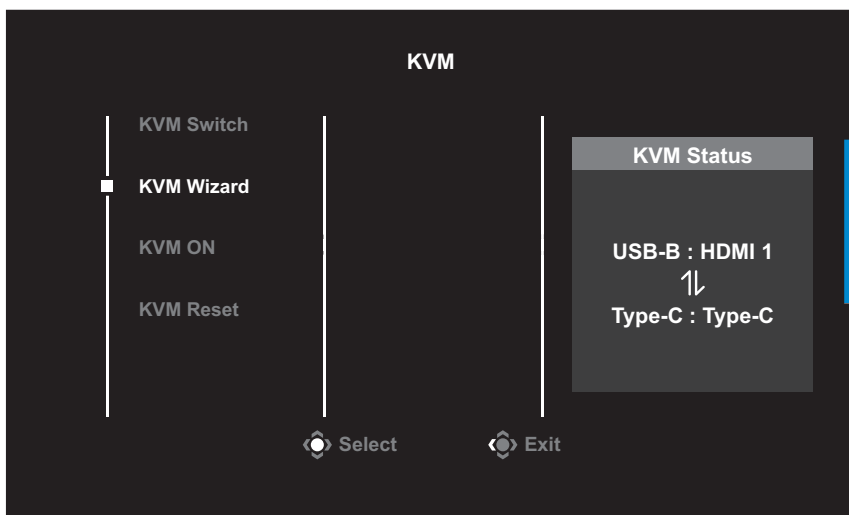 KVM
KVM Switch
KVM Wizard
KVM ON
KVM Reset
KVM Status
USB-B : HDMI 1
Type-C : Type-C
Select
Exit